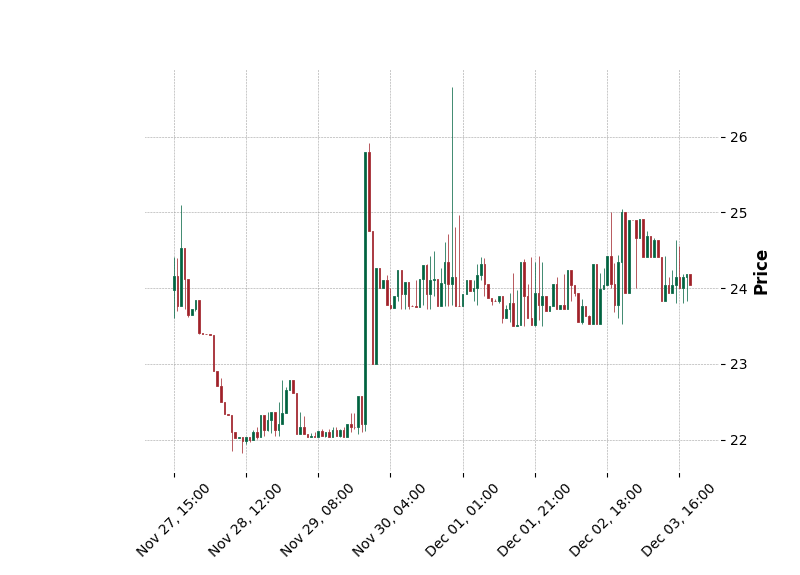 26
25
24
23
22
Price
Nov 27, 15:00
Nov 28, 12:00
Nov 29, 08:00
Nov 30, 04:00
Dec 01, 01:00
Dec 01, 21:00
Dec 02, 18:00
Dec 03, 16:00